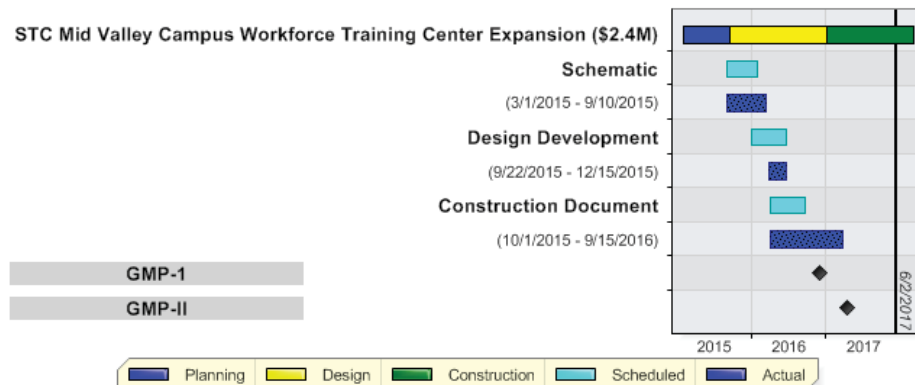 STC Mid Valley Campus Workforce Training Center Expansion ($2.4M)
Schematic
(3/1/2015 - 9/10/2015)
Design Development
(9/22/2015 - 12/15/2015)
Construction Document
(10/1/2015 - 9/15/2016)
GMP-1
GMP-II
6/2/2017
2015 2016 2017
Planning Design Construction Scheduled Actual